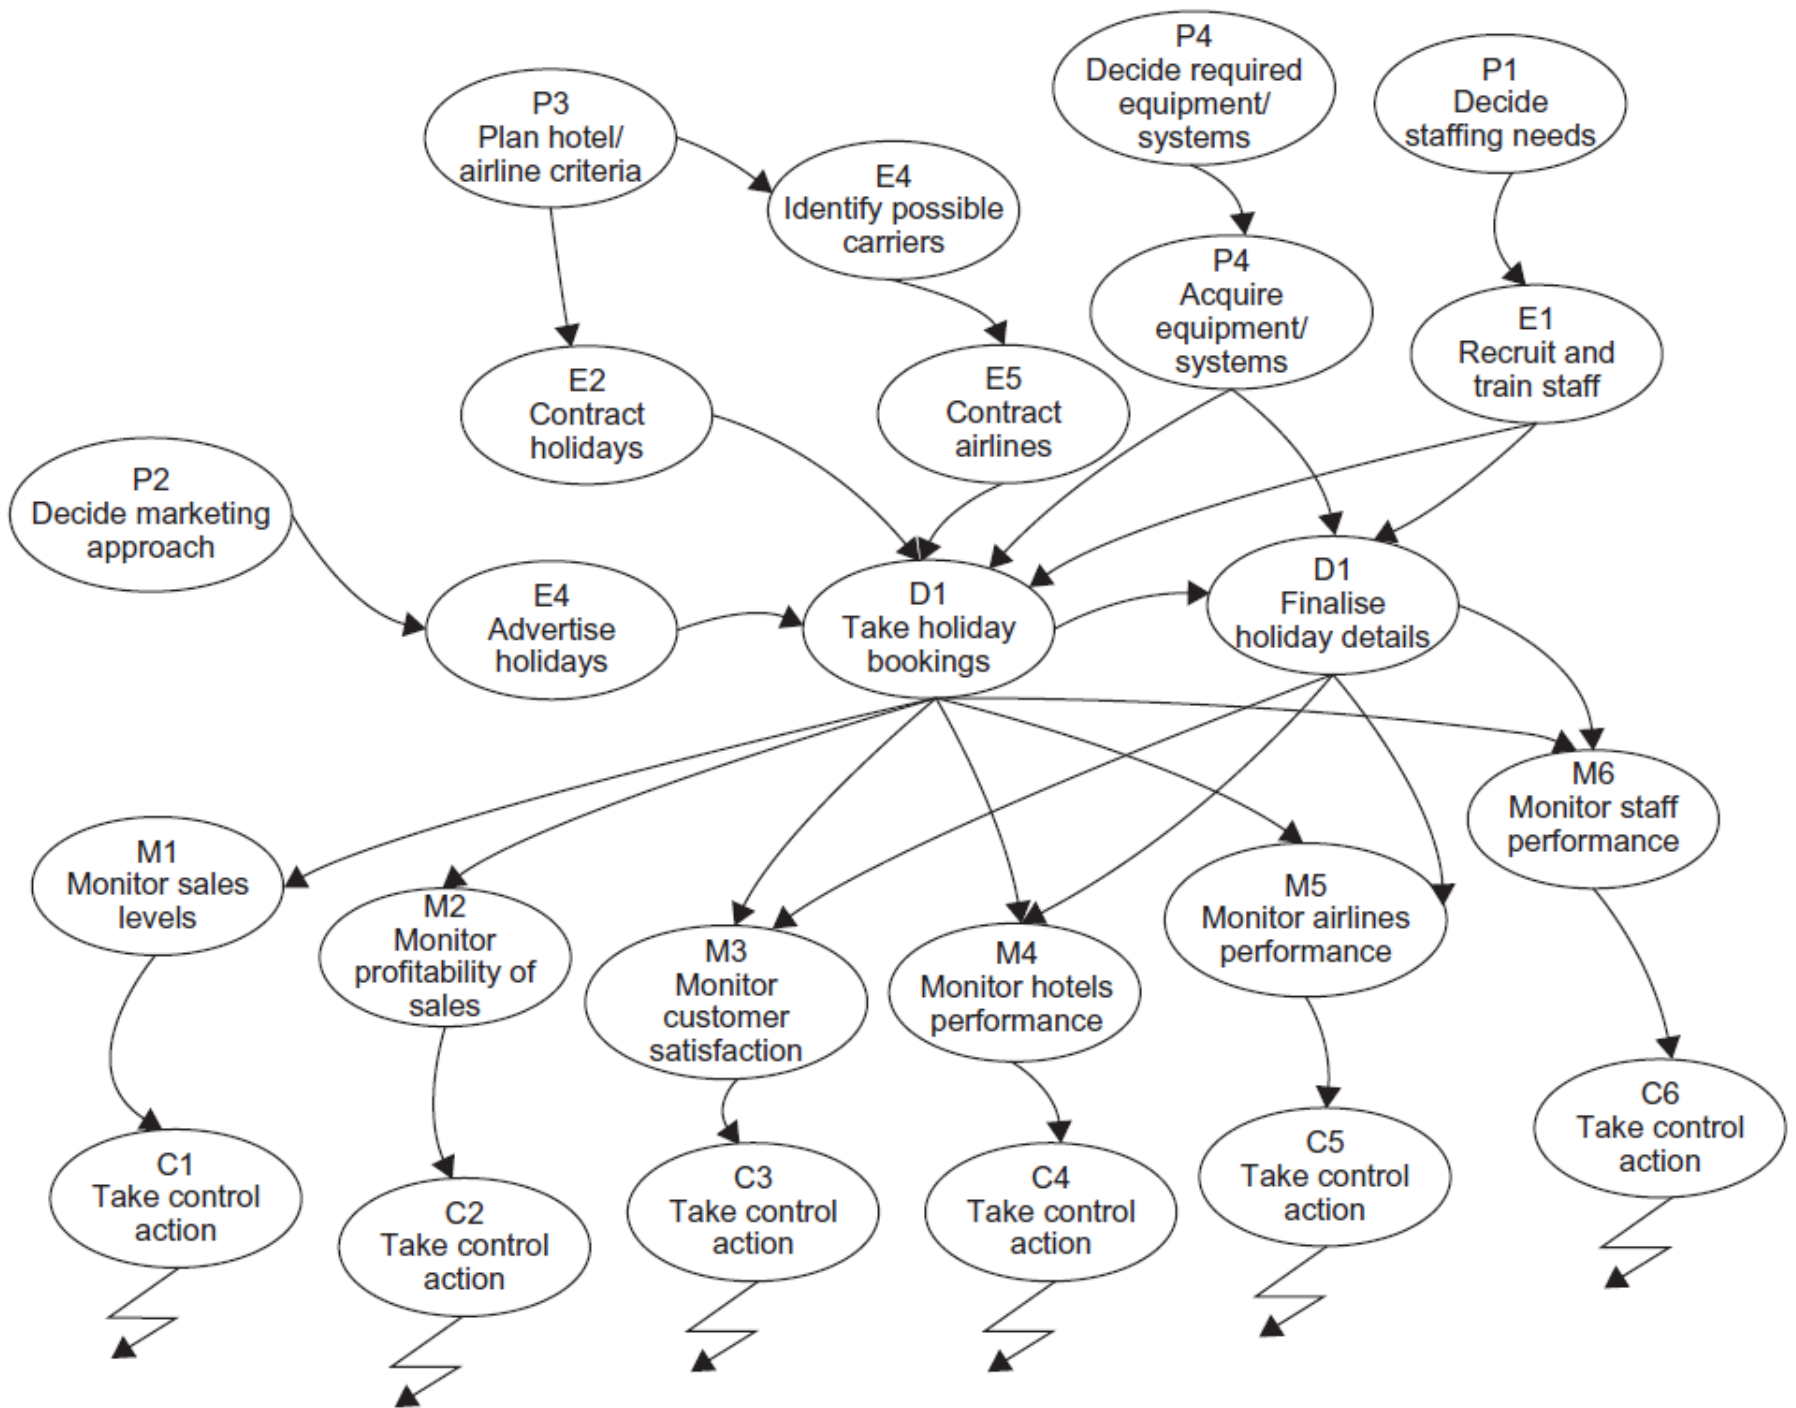 P4
Decide required
equipment/
systems
P1
Decide
staffing needs
P3
Plan hotel/
airline criteria
E4
Identify possible
carriers
P4
Acquire
equipment/
systems
E1
Recruit and
train staff
E2
Contract
holidays
E5
Contract
airlines
P2
Decide marketing
approach
E4
Advertise
holidays
D1
Take holiday
bookings
D1
Finalise
holiday details
M6
Monitor staff
performance
M1
Monitor sales
levels
M2
Monitor
profitability of
sales
M3
Monitor
customer
satisfaction
M4
Monitor hotels
performance
M5
Monitor airlines
performance
C1
Take control
action
C2
Take control
action
C3
Take control
action
C4
Take control
action
C5
Take control
action
C6
Take control
action